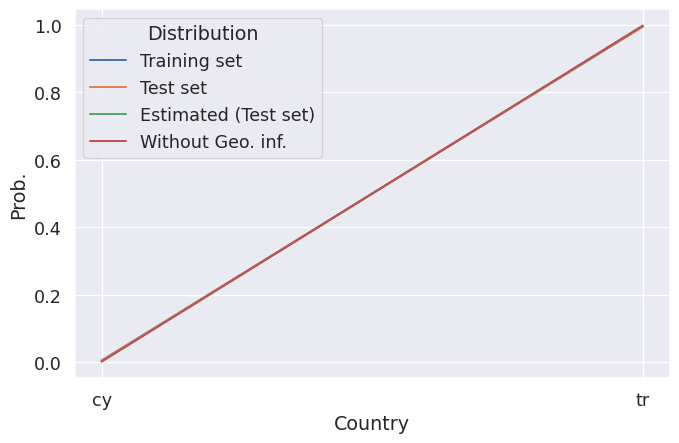 Distribution
Training set
Test set
Estimated (Test set)
Without Geo. inf.
1.0
0.8
0.6
0.4
0.2
0.0
Prob.
cy
tr
Country